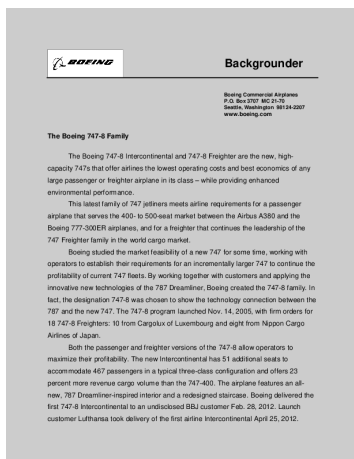 BOEING
Backgrounder
Boeing Commercial Airplanes
P.O. Box 3707 MC 21-70
Seattle, Washington 98124-2207
www.boeing.com
The Boeing 747-8 Family
The Boeing 747-8 Intercontinental and 747-8 Freighter are the new, high-
capacity 747s that offer airlines the lowest operating costs and best economics of any
large passenger or freighter airplane in its class – while providing enhanced
environmental performance.
This latest family of 747 jetliners meets airline requirements for a passenger
airplane that serves the 400- to 500-seat market between the Airbus A380 and the
Boeing 777-300ER airplanes, and for a freighter that continues the leadership of the
747 Freighter family in the world cargo market.
Boeing studied the market feasibility of a new 747 for some time, working with
operators to establish their requirements for an incrementally larger 747 to continue the
profitability of current 747 fleets. By working together with customers and applying the
innovative new technologies of the 787 Dreamliner, Boeing created the 747-8 family. In
fact, the designation 747-8 was chosen to show the technology connection between the
787 and the new 747. The 747-8 program launched Nov. 14, 2005, with firm orders for
18 747-8 Freighters: 10 from Cargolux of Luxembourg and eight from Nippon Cargo
Airlines of Japan.
Both the passenger and freighter versions of the 747-8 allow operators to
maximize their profitability. The new Intercontinental has 51 additional seats to
accommodate 467 passengers in a typical three-class configuration and offers 23
percent more revenue cargo volume than the 747-400. The airplane features an all-
new, 787 Dreamliner-inspired interior and a redesigned staircase. Boeing delivered the
first 747-8 Intercontinental to an undisclosed BBJ customer Feb. 28, 2012. Launch
customer Lufthansa took delivery of the first airline Intercontinental April 25, 2012.